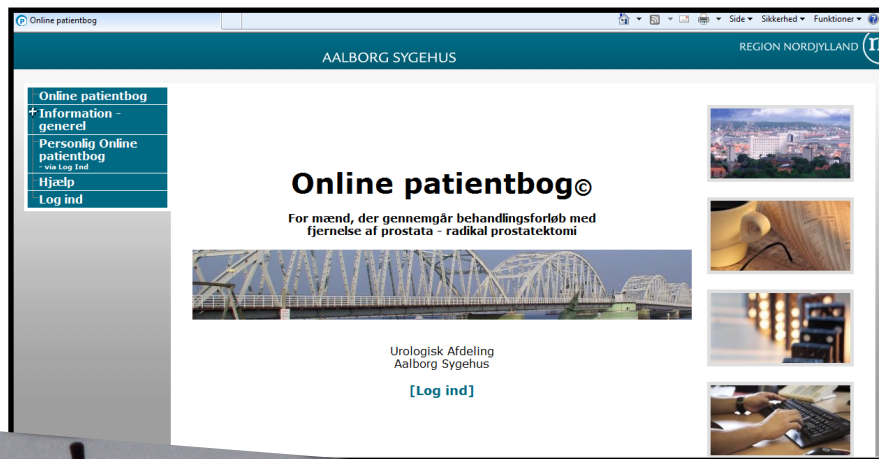 Online patientbog
Side
Sikkerhed
Funktioner
AALBORG SYGEHUS
REGION NORDJYLLAND
Online patientbog
Information -
generel
Personlig Online
patientbog
- via Log Ind
Hjælp
Log ind
Online patientbog©
For mænd, der gennemgår behandlingsforløb med
fjernelse af prostata - radikal prostatektomi
Urologisk Afdeling
Aalborg Sygehus
[Log ind]